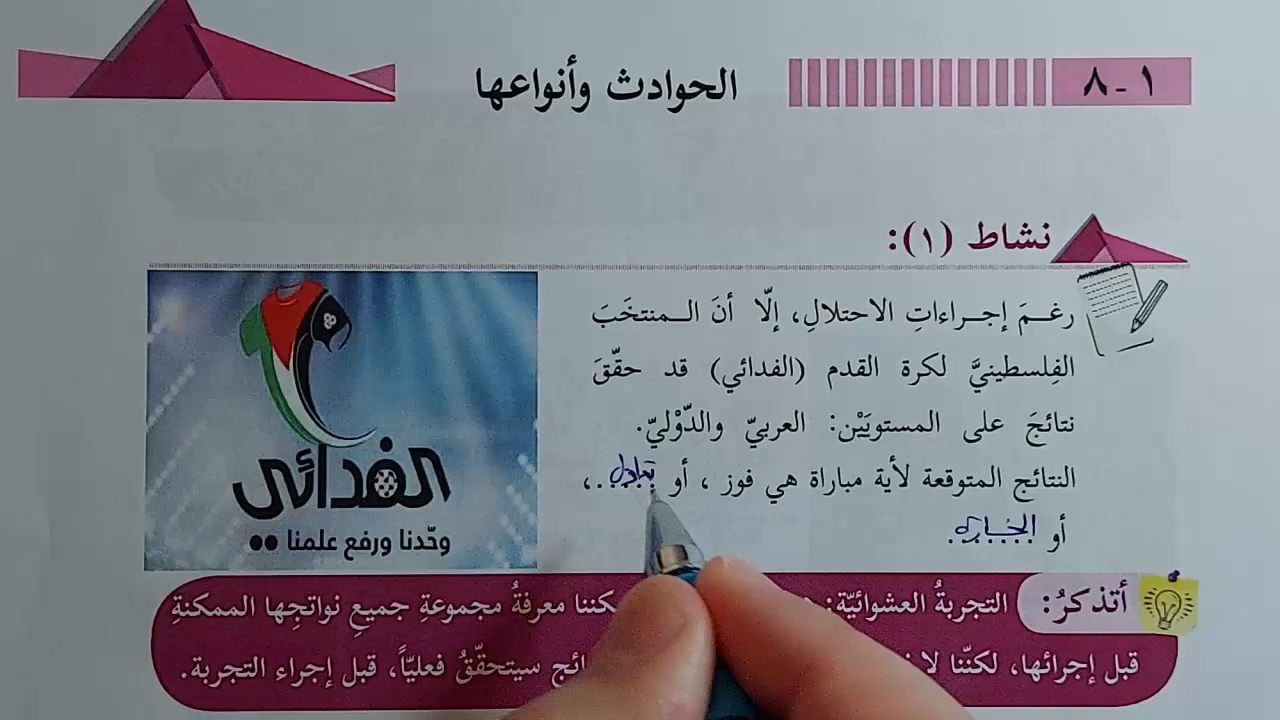 ١ - ٨
الحوادث وأنواعها
نشاط (١):
رغمَ إجراءاتِ الاحتلالِ، إلّا أنَ المنتخَبَ
الفِلسطينيَّ لكرة القدم (الفدائي) قد حقّقَ
نتائجَ على المستويَيْن: العربيّ والدّوْليّ.
النتائج المتوقعة لأية مباراة هي فوز ، أو تعادل،
أو الخساره.
الفدائي
وحّدنا ورفع علمنا
أتذكرُ: التجربةُ العشوائيّة: يمكننا معرفةُ مجموعةِ جميعِ نواتجِها الممكنةِ
قبل إجرائها، لكنّنا لا سيتحقّقُ فعليّاً، قبل إجراء التجربة.